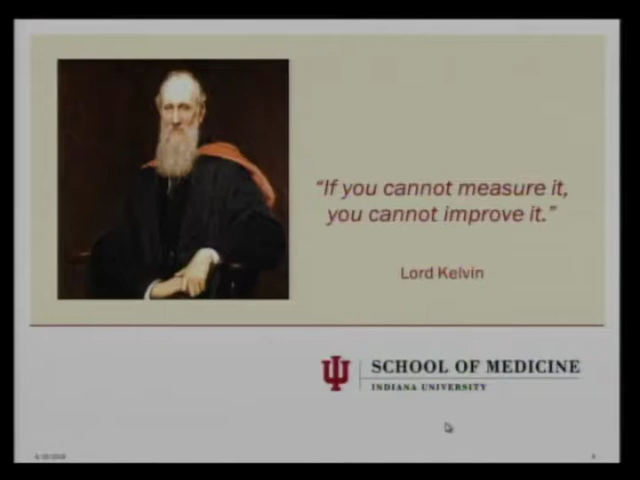 “If you cannot measure it,
you cannot improve it.”
Lord Kelvin
SCHOOL OF MEDICINE
INDIANA UNIVERSITY